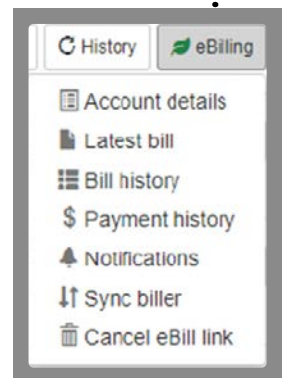 History eBilling
Account details
Latest bill
Bill history
$ Payment history
Notifications
Sync biller
Cancel eBill link